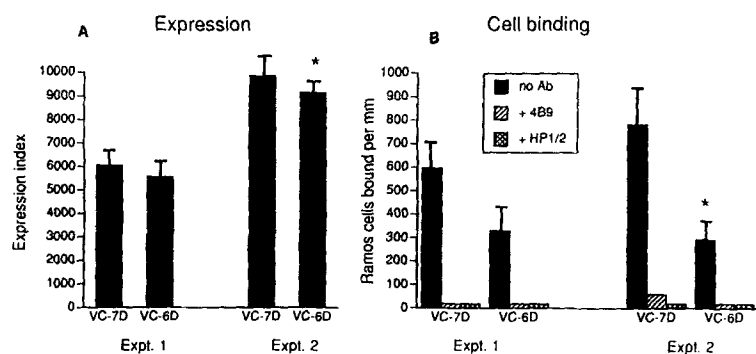 A
Expression
Expression index
10000
9000
8000
7000
6000
5000
4000
3000
2000
1000
0
*
VC-7D VC-6D
VC-7D VC-6D
Expt. 1
Expt. 2
B
Cell binding
Ramos cells bound per mm
1000
900
800
700
600
500
400
300
200
100
0
no Ab
+ 4B9
+ HP1/2
*
VC-7D VC-6D
VC-7D VC-6D
Expt. 1
Expt. 2